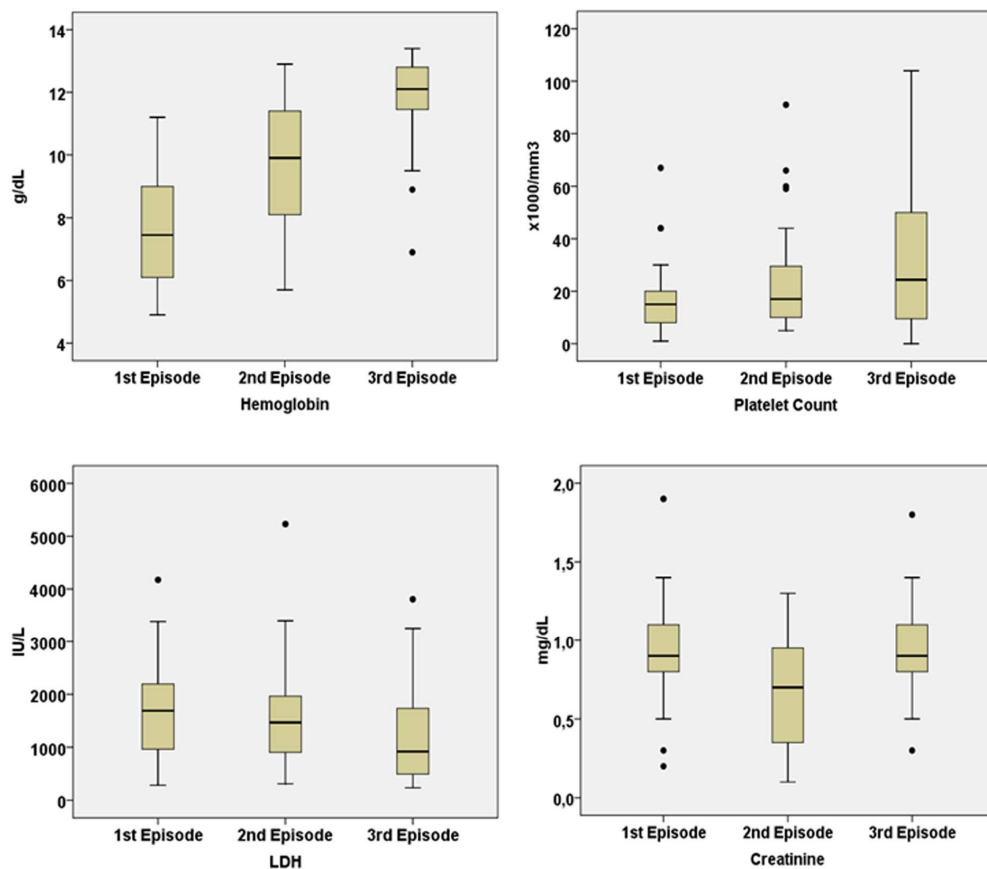 g/dL
14
12
10
8
6
4
1st Episode 2nd Episode 3rd Episode
Hemoglobin
x1000/mm3
120
100
80
60
40
20
0
1st Episode 2nd Episode 3rd Episode
Platelet Count
IU/L
6000
5000
4000
3000
2000
1000
0
1st Episode 2nd Episode 3rd Episode
LDH
mg/dL
2,0
1,5
1,0
0,5
0,0
1st Episode 2nd Episode 3rd Episode
Creatinine